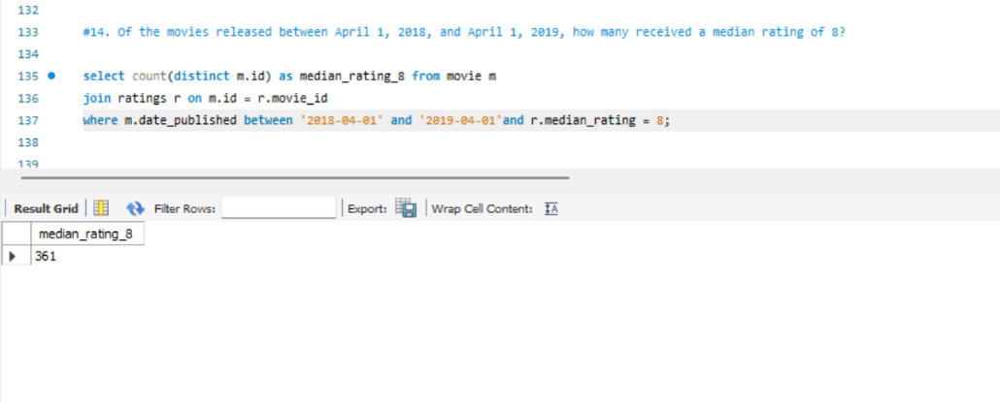 132
133 #14. Of the movies released between April 1, 2018, and April 1, 2019, how many received a median rating of 8?
134
135 select count(distinct m.id) as median_rating_8 from movie m
136 join ratings r on m.id = r.movie_id
137 where m.date_published between '2018-04-01' and '2019-04-01'and r.median_rating = 8;
138
139
Result Grid Filter Rows: Export: Wrap Cell Content: IA
median_rating_8
361